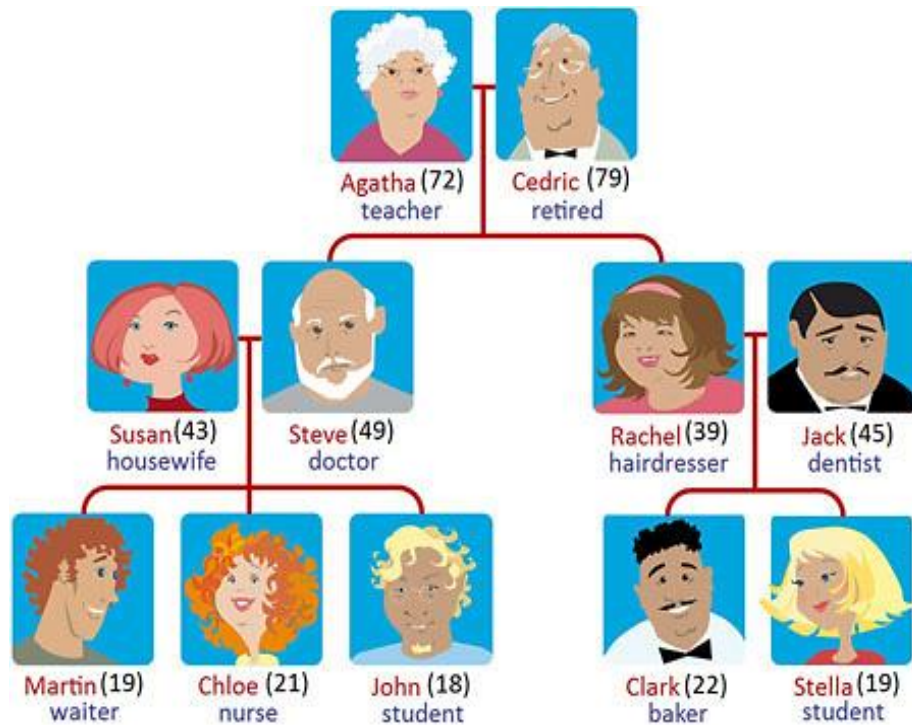 Agatha (72) Cedric (79)
teacher retired
Susan (43) Steve (49) Rachel (39) Jack (45)
housewife doctor hairdresser dentist
Martin (19) Chloe (21) John (18) Clark (22) Stella (19)
waiter nurse student baker student